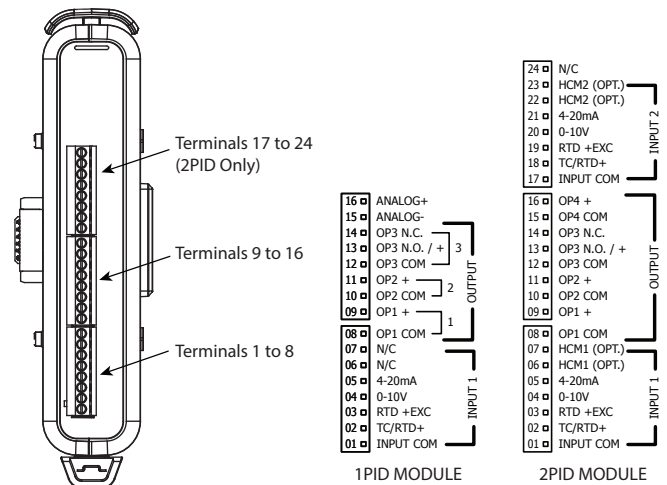 Terminals 17 to 24
(2PID Only)
Terminals 9 to 16
Terminals 1 to 8
16 ANALOG+
15 ANALOG-
14 OP3 N.C.
13 OP3 N.O. / +
12 OP3 COM
3
11 OP2 +
10 OP2 COM
2
09 OP1 +
08 OP1 COM
1
OUTPUT
07 N/C
06 N/C
05 4-20mA
04 0-10V
03 RTD +EXC
02 TC/RTD+
01 INPUT COM
INPUT 1
1PID MODULE
24 N/C
23 HCM2 (OPT.)
22 HCM2 (OPT.)
21 4-20mA
20 0-10V
19 RTD +EXC
18 TC/RTD+
17 INPUT COM
INPUT 2
16 OP4 +
15 OP4 COM
14 OP3 N.C.
13 OP3 N.O. / +
12 OP3 COM
11 OP2 +
10 OP2 COM
09 OP1 +
08 OP1 COM
OUTPUT
07 HCM1 (OPT.)
06 HCM1 (OPT.)
05 4-20mA
04 0-10V
03 RTD +EXC
02 TC/RTD+
01 INPUT COM
INPUT 1
2PID MODULE